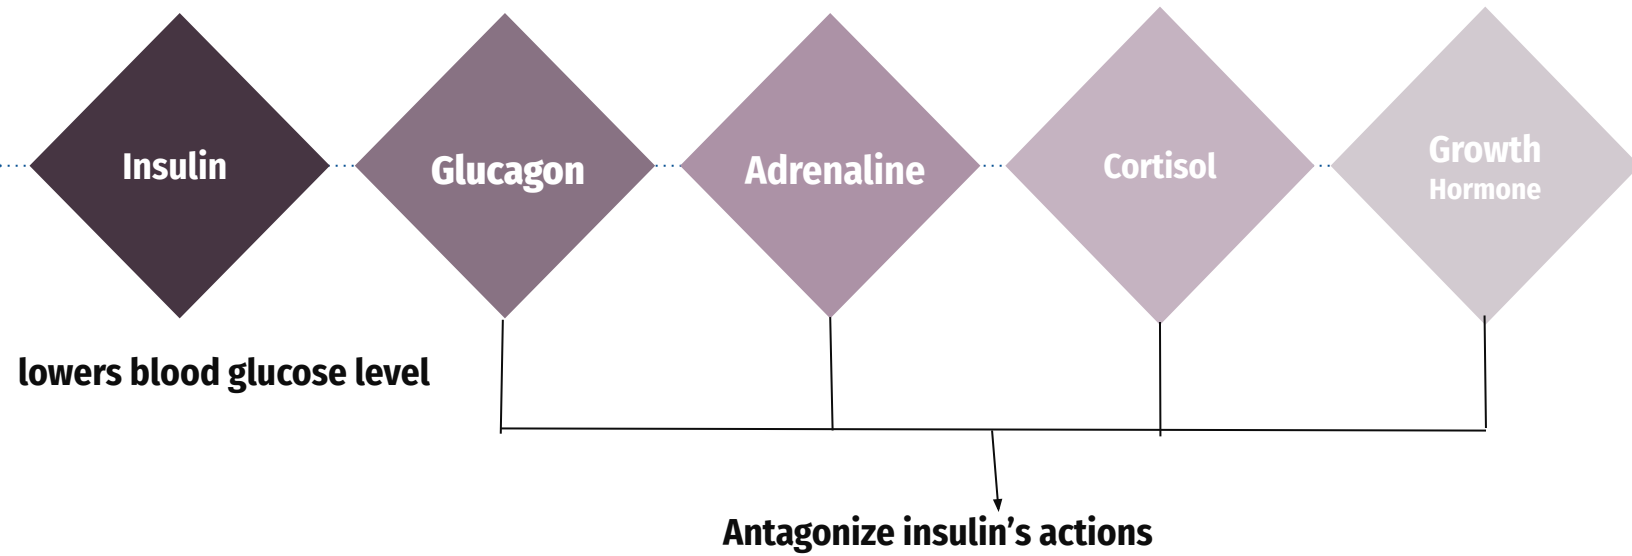 Insulin
Glucagon
Adrenaline
Cortisol
Growth
Hormone
lowers blood glucose level
Antagonize insulin’s actions